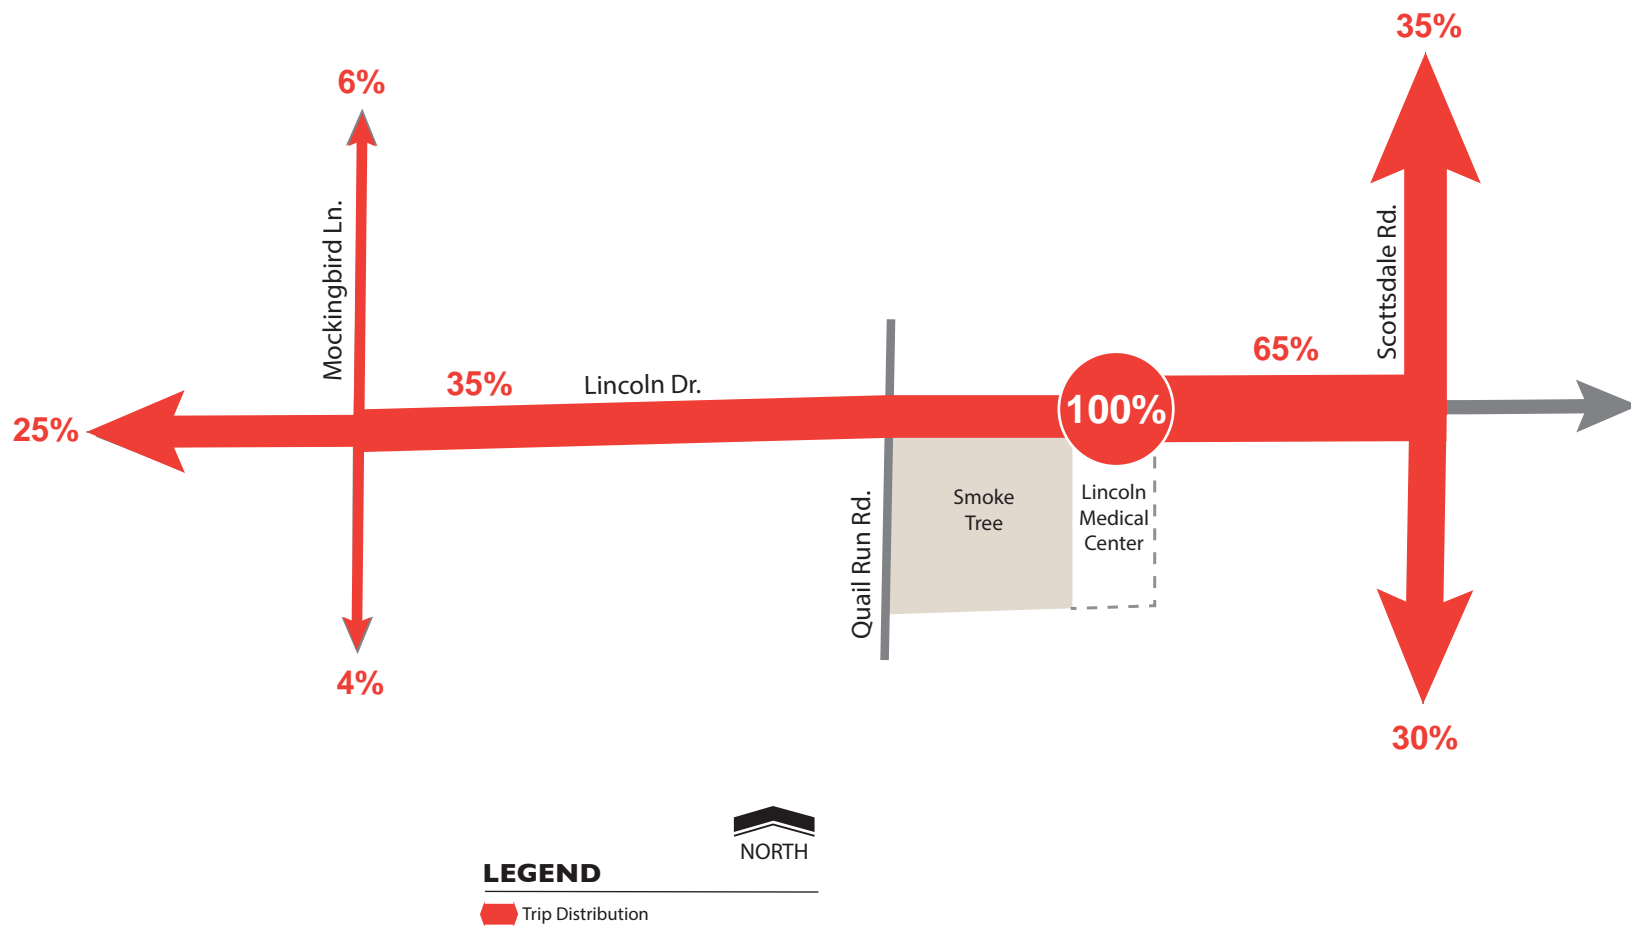 35%
6%
Mockingbird Ln.
Scottsdale Rd.
65%
35%
Lincoln Dr.
100%
25%
Smoke
Tree
Lincoln
Medical
Center
Quail Run Rd.
4%
30%
NORTH
LEGEND
Trip Distribution